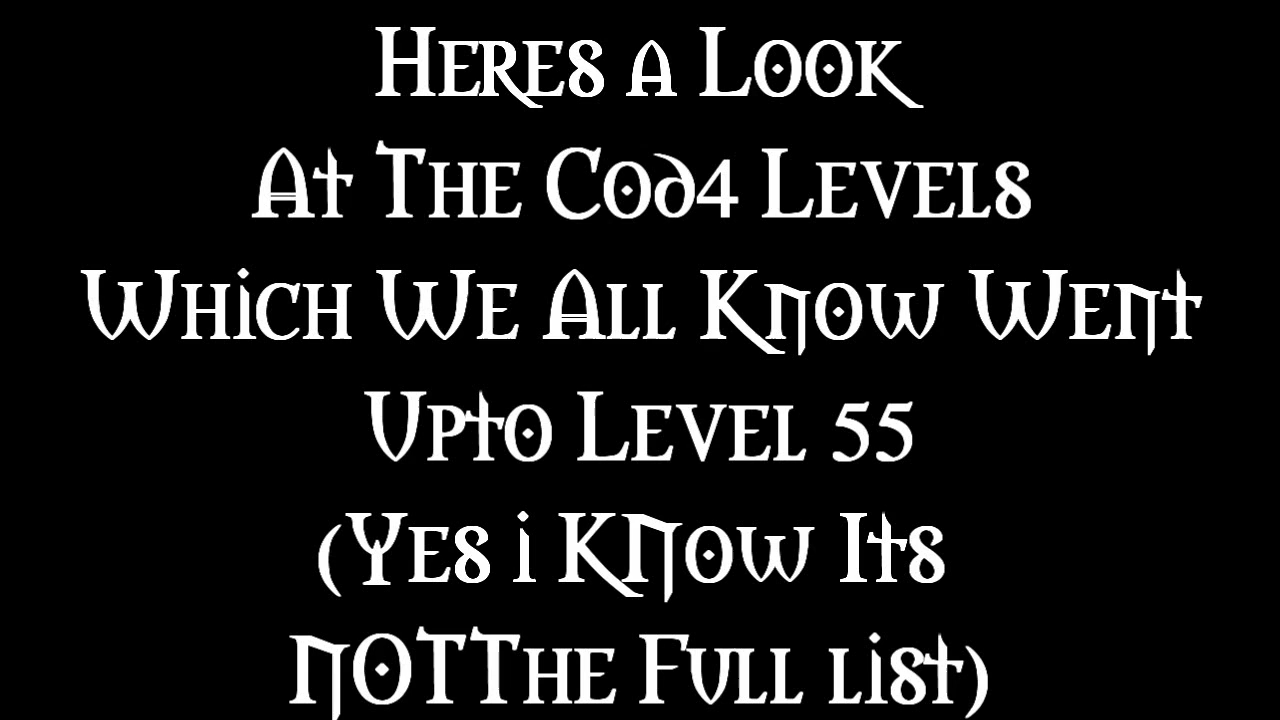 Heres a Look
At The Cod4 Levels
Which We All Know Went
Upto Level 55
(Yes i KNow Its
NOTThe Full list)